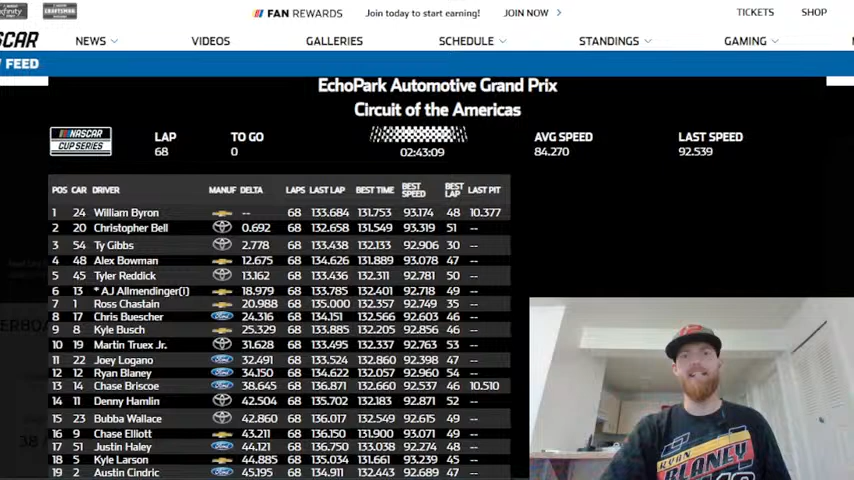 Xfinity CRAFTSMAN FAN REWARDS Join today to start earning! JOIN NOW > TICKETS SHOP
SCAR NEWS VIDEOS GALLERIES SCHEDULE STANDINGS GAMING
FEED
EchoPark Automotive Grand Prix
Circuit of the Americas
NASCAR CUP SERIES
LAP TO GO AVG SPEED LAST SPEED
68 0 02:43:09 84.270 92.539
POS CAR DRIVER MANUF DELTA LAPS LAST LAP BEST TIME BEST SPEED BEST LAP LAST PIT
1 24 William Byron -- 68 133.684 131.753 93.174 48 10.377
2 20 Christopher Bell 0.692 68 132.658 131.549 93.319 51 --
3 54 Ty Gibbs 2.778 68 133.438 132.133 92.906 30 --
4 48 Alex Bowman 12.675 68 134.626 131.889 93.078 47 --
5 45 Tyler Reddick 13.162 68 133.436 132.311 92.781 50 --
6 13 * AJ Allmendinger(i) 18.979 68 133.785 132.401 92.718 49 --
7 1 Ross Chastain 20.988 68 135.000 132.357 92.749 35 --
8 17 Chris Buescher Ford 24.316 68 134.151 132.566 92.603 46 --
9 8 Kyle Busch 25.329 68 133.885 132.205 92.856 46 --
10 19 Martin Truex Jr. 31.628 68 133.495 132.337 92.763 53 --
11 22 Joey Logano Ford 32.491 68 133.524 132.860 92.398 47 --
12 12 Ryan Blaney Ford 34.150 68 134.622 132.057 92.960 54 --
13 14 Chase Briscoe Ford 38.645 68 136.871 132.660 92.537 46 10.510
14 11 Denny Hamlin 42.504 68 135.702 132.183 92.871 52 --
15 23 Bubba Wallace 42.860 68 136.017 132.549 92.615 49 --
16 9 Chase Elliott 43.211 68 136.150 131.900 93.071 49 --
17 51 Justin Haley Ford 44.121 68 136.750 133.038 92.274 48 --
18 5 Kyle Larson 44.885 68 135.034 131.661 93.239 45 --
19 2 Austin Cindric Ford 45.195 68 134.911 132.443 92.689 47 --
RYAN
BLANEY